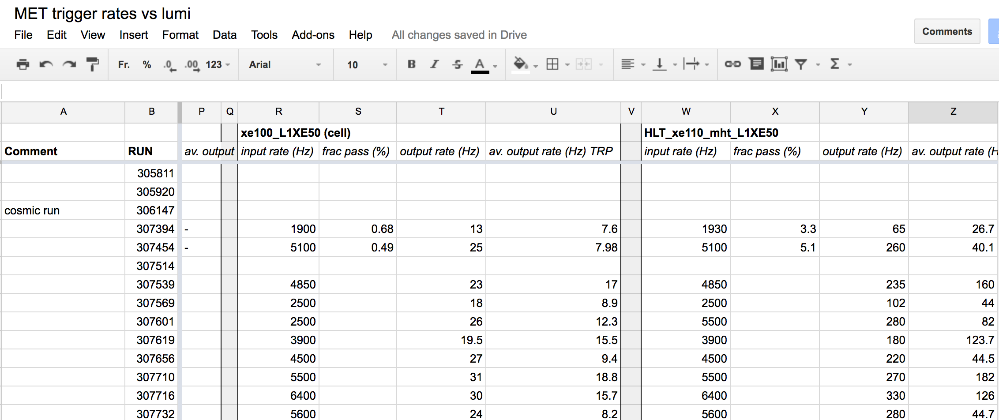 MET trigger rates vs lumi
File Edit View Insert Format Data Tools Add-ons Help All changes saved in Drive
Comments
Fr. % .0 .00 123 Arial 10 B I S A Σ
A B P Q R S T U V W X Y Z
xe100_L1XE50 (cell) HLT_xe110_mht_L1XE50
Comment RUN av. output input rate (Hz) frac pass (%) output rate (Hz) av. output rate (Hz) TRP input rate (Hz) frac pass (%) output rate (Hz) av. output rate (H
305811
305920
cosmic run 306147
307394 - 1900 0.68 13 7.6 1930 3.3 65 26.7
307454 - 5100 0.49 25 7.98 5100 5.1 260 40.1
307514
307539 4850 23 17 4850 235 160
307569 2500 18 8.9 2500 102 44
307601 2500 26 12.3 5500 280 82
307619 3900 19.5 15.5 3900 180 123.7
307656 4500 27 9.4 4500 220 44.5
307710 5500 31 18.8 5500 270 182
307716 6400 30 15.7 6400 330 126
307732 5600 24 8.2 5600 280 44.7